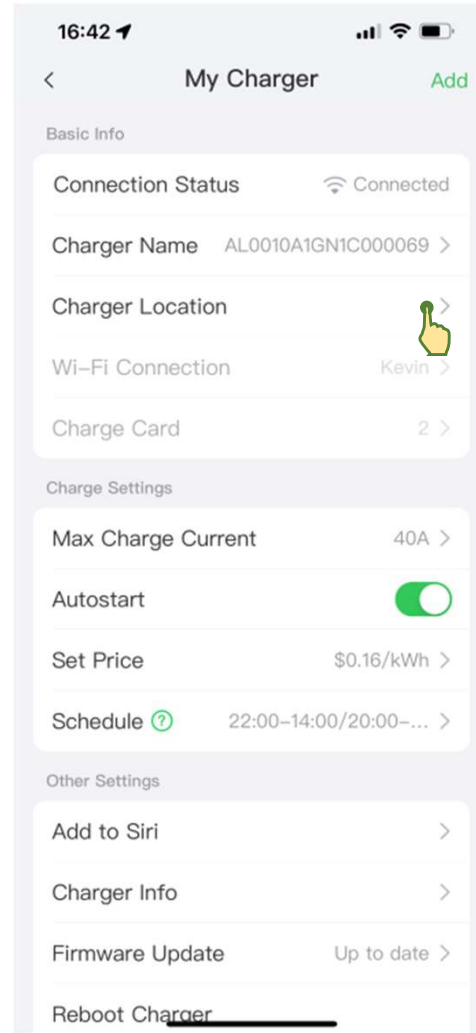 16:42
My Charger Add
Basic Info
Connection Status Connected
Charger Name AL0010A1GN1C000069
Charger Location
Wi-Fi Connection Kevin
Charge Card 2
Charge Settings
Max Charge Current 40A
Autostart
Set Price $0.16/kWh
Schedule ? 22:00–14:00/20:00–...
Other Settings
Add to Siri
Charger Info
Firmware Update Up to date
Reboot Charger